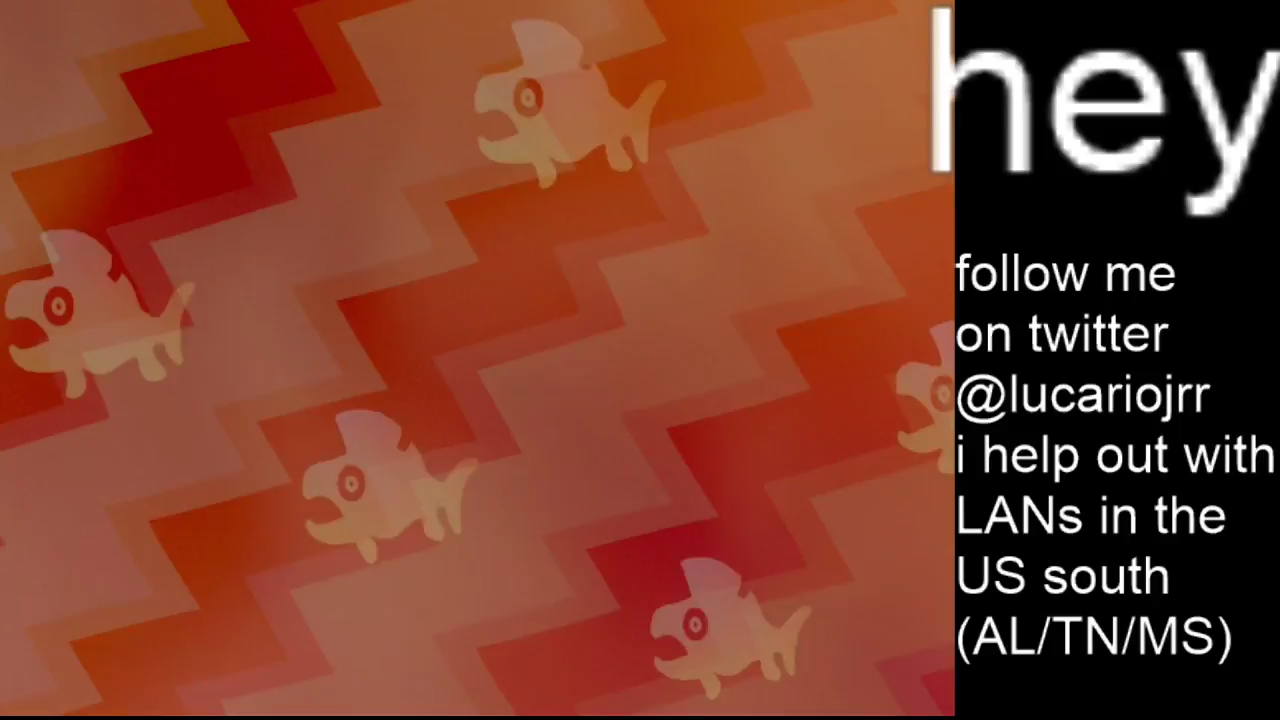 hey
follow me
on twitter
@lucariojrr
i help out with
LANs in the
US south
(AL/TN/MS)